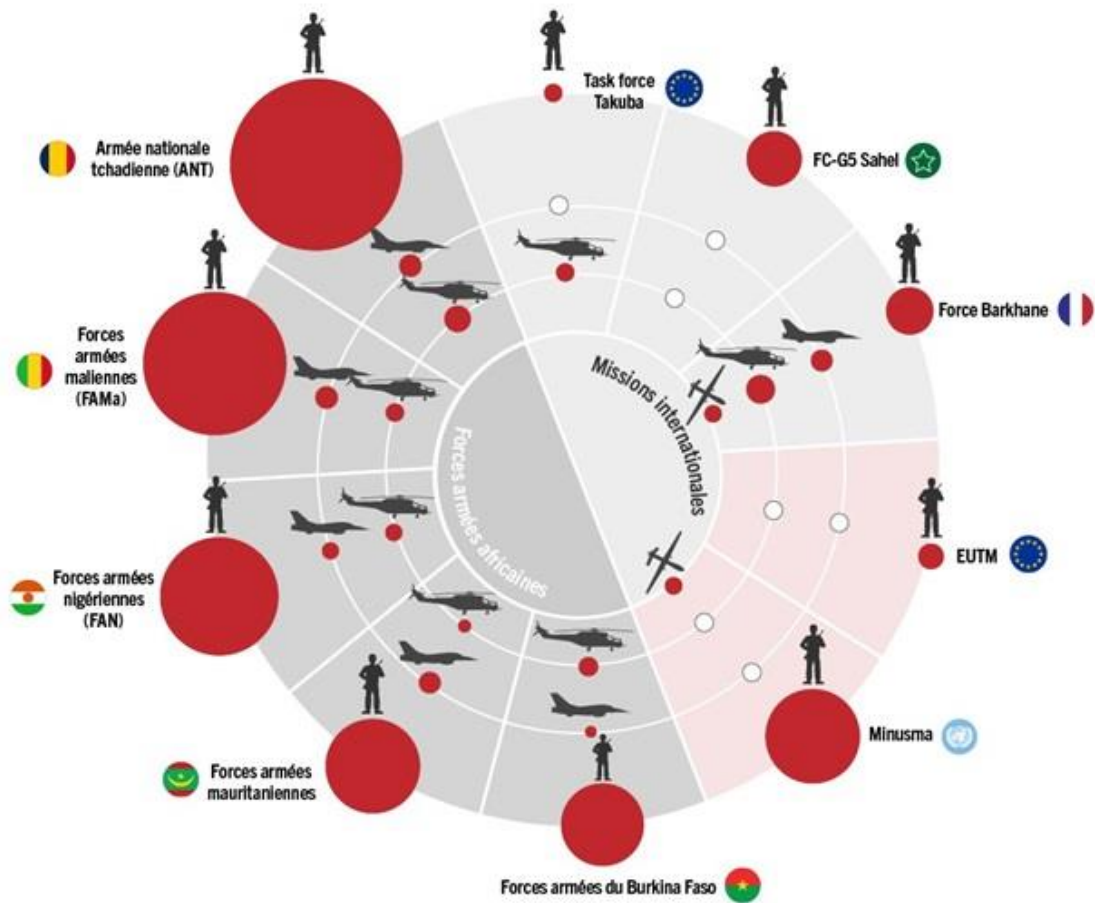 Task force
Takuba
FC-G5 Sahel
Force Barkhane
EUTM
Minusma
Forces armées du Burkina Faso
Forces armées
mauritaniennes
Forces armées
nigériennes
(FAN)
Forces
armées
maliennes
(FAMa)
Armée nationale
tchadienne (ANT)
Missions internationales
Forces armées africaines